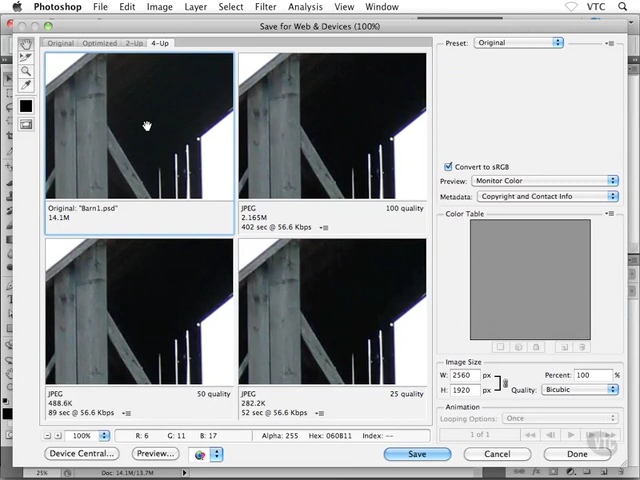 Photoshop File Edit Image Layer Select Filter Analysis View Window VTC
Save for Web & Devices (100%)
Original Optimized 2-Up 4-Up
Preset: Original
Convert to sRGB
Preview: Monitor Color
Metadata: Copyright and Contact Info
Color Table
Original: "Barn1.psd"
14.1M
JPEG 100 quality
2.165M
402 sec @ 56.6 Kbps
JPEG 50 quality
488.6K
89 sec @ 56.6 Kbps
JPEG 25 quality
282.2K
52 sec @ 56.6 Kbps
Image Size
W: 2560 px Percent: 100 %
H: 1920 px Quality: Bicubic
Animation
Looping Options: Once
1 of 1
100% R: 6 G: 11 B: 17 Alpha: 255 Hex: 060B11 Index: --
Device Central... Preview... Save Cancel Done
25% Doc: 14.1M/13.7M